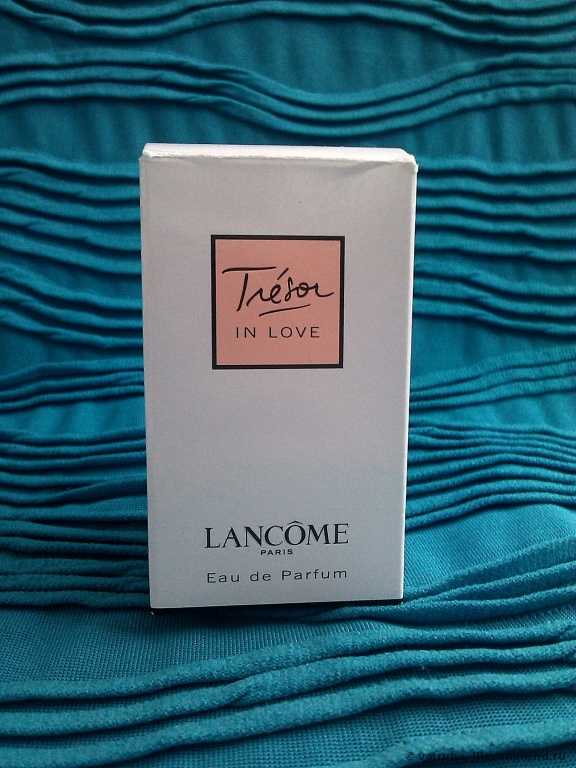 Trésor
IN LOVE
LANCÔME
PARIS
Eau de Parfum